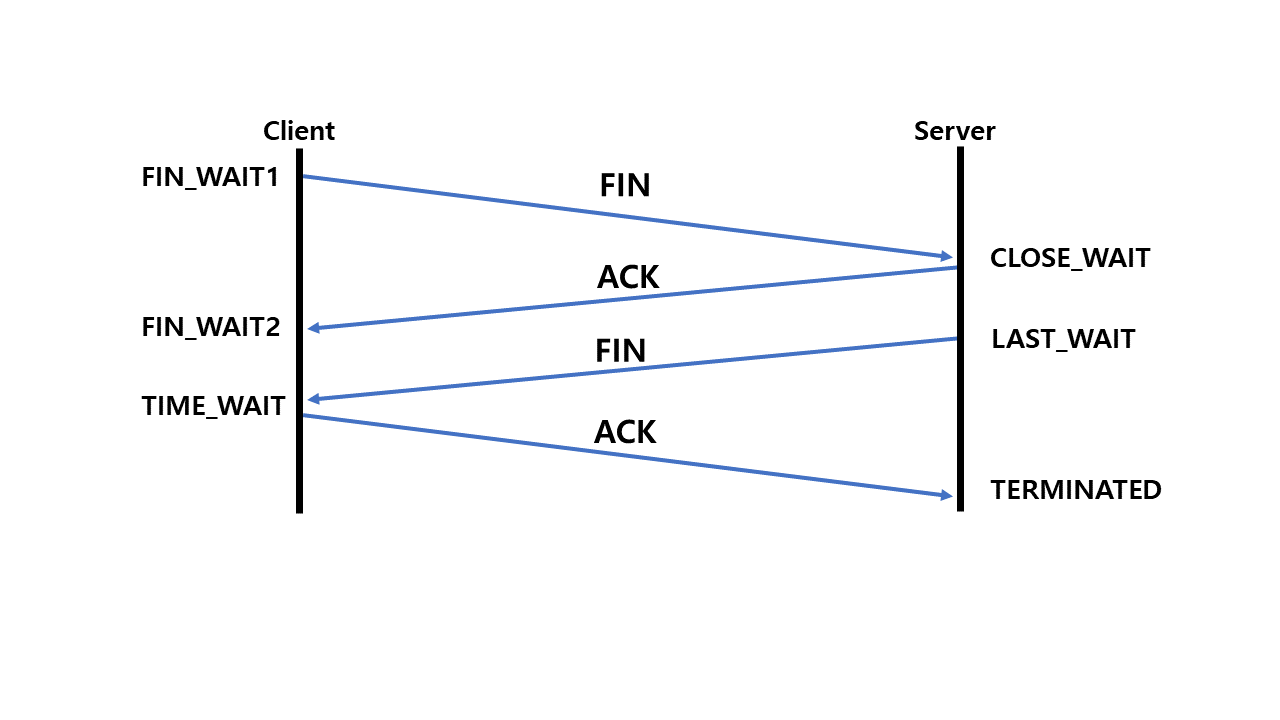 Client
Server
FIN_WAIT1
FIN
CLOSE_WAIT
ACK
FIN_WAIT2
LAST_WAIT
FIN
TIME_WAIT
ACK
TERMINATED